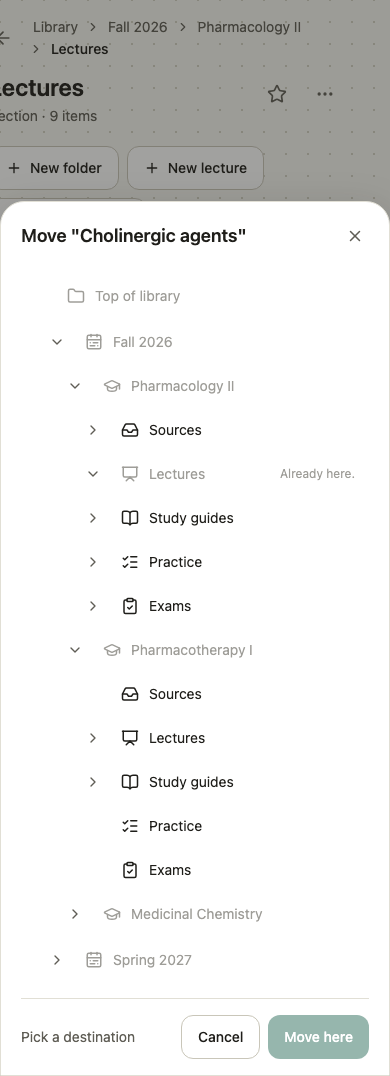 Library > Fall 2026 > Pharmacology II
> Lectures
Lectures
ection · 9 items
+ New folder
+ New lecture
Move "Cholinergic agents"
Top of library
Fall 2026
Pharmacology II
Sources
Lectures Already here.
Study guides
Practice
Exams
Pharmacotherapy I
Sources
Lectures
Study guides
Practice
Exams
Medicinal Chemistry
Spring 2027
Pick a destination
Cancel
Move here